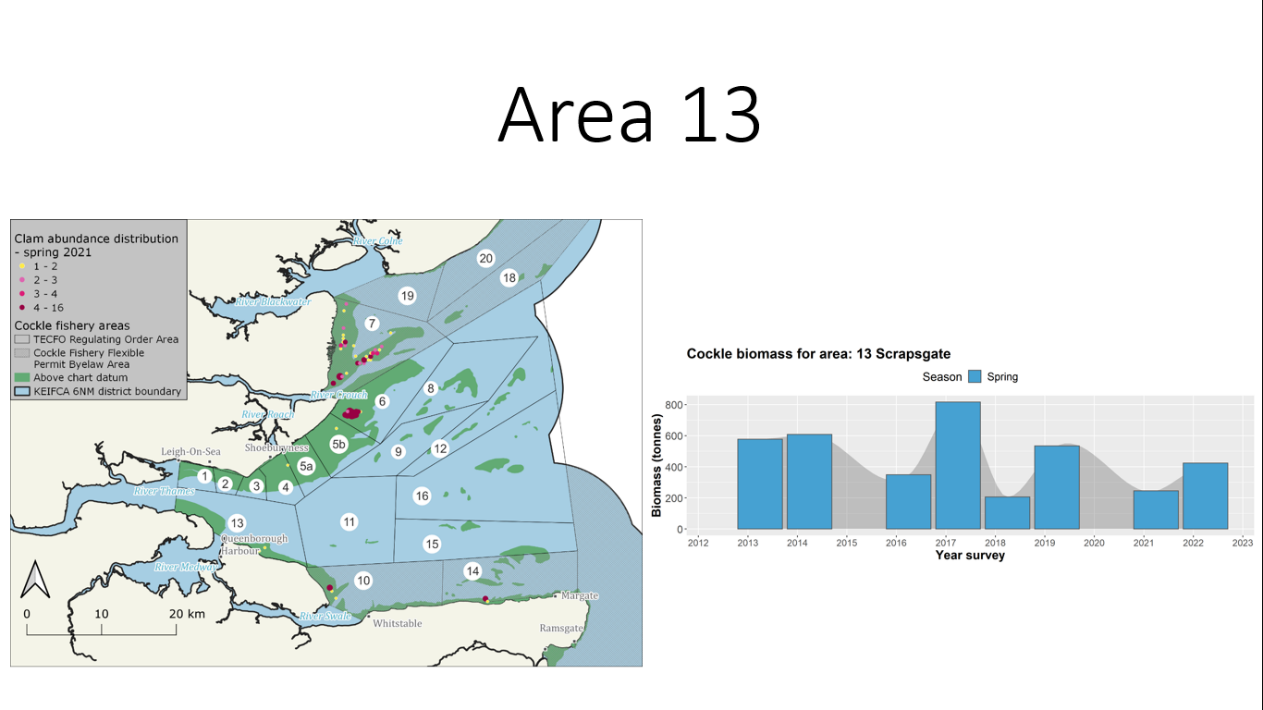 Area 13
Clam abundance distribution
- spring 2021
1 - 2
2 - 3
3 - 4
4 - 16
Cockle fishery areas
TECFO Regulating Order Area
Cockle Fishery Flexible
Permit Byelaw Area
Above chart datum
KEIFCA 6NM district boundary
River Colne
20
18
19
River Blackwater
7
8
River Crouch
6
River Roach
5b
12
9
Leigh-On-Sea
Shoeburyness
5a
1
2
3
4
River Thames
16
13
11
Queenborough
Harbour
15
River Medway
14
10
Margate
River Swale
Whitstable
Ramsgate
0 10 20 km
Cockle biomass for area: 13 Scrapsgate
Season Spring
Biomass (tonnes)
800
600
400
200
0
2012 2013 2014 2015 2016 2017 2018 2019 2020 2021 2022 2023
Year survey